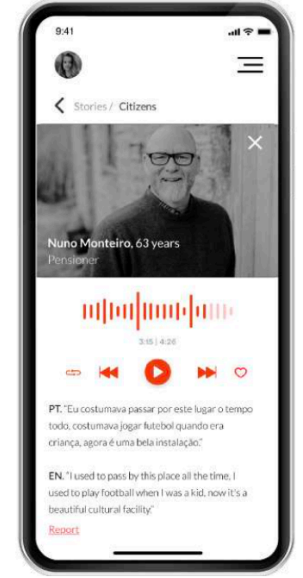 9:41
Stories / Citizens
Nuno Monteiro, 63 years
Pensioner
3:15 | 4:26
PT. "Eu costumava passar por este lugar o tempo
todo, costumava jogar futebol quando era
criança, agora é uma bela instalação."
EN. "I used to pass by this place all the time, I
used to play football when I was a kid, now it's a
beautiful cultural facility."
Report